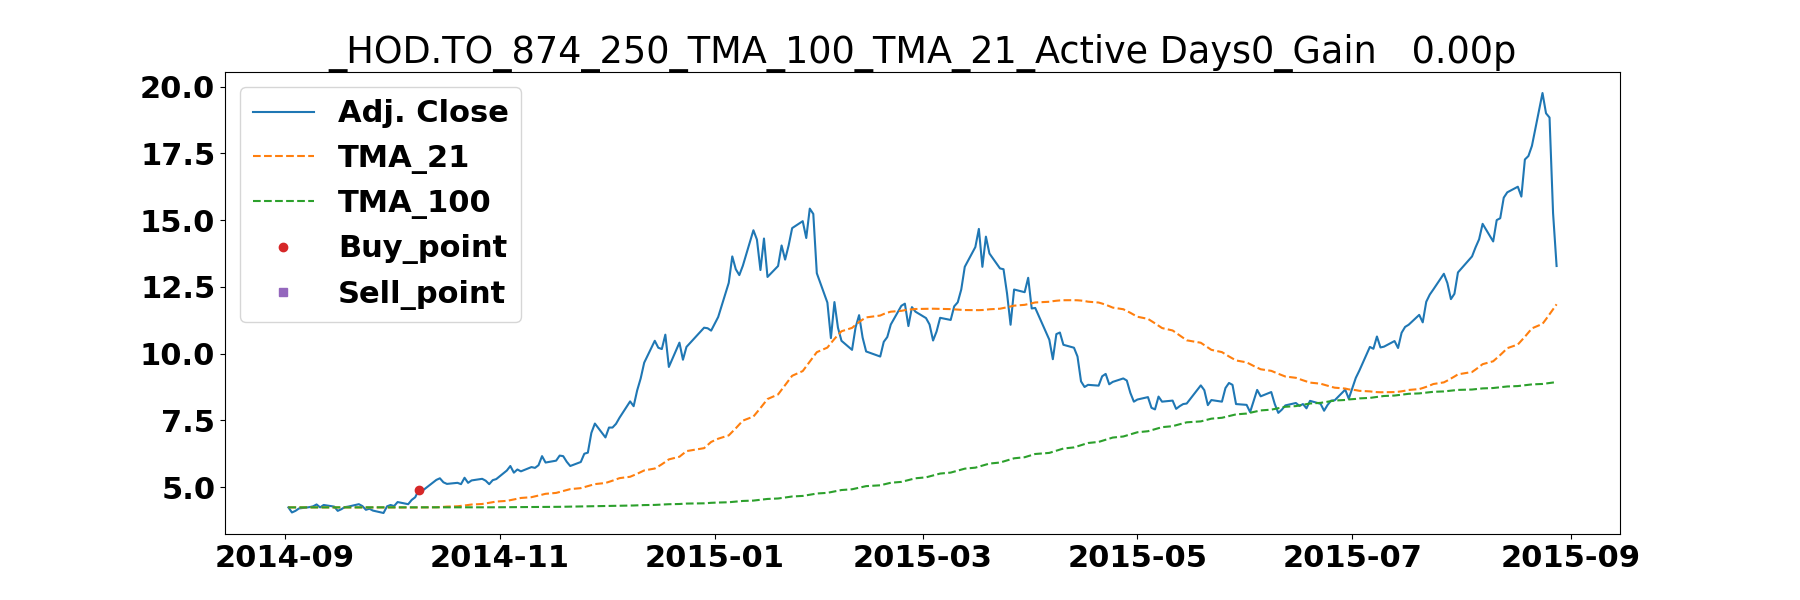 _HOD.TO_874_250_TMA_100_TMA_21_Active Days0_Gain   0.00p
20.0
17.5
15.0
12.5
10.0
7.5
5.0
Adj. Close
TMA_21
TMA_100
Buy_point
Sell_point
2014-09 2014-11 2015-01 2015-03 2015-05 2015-07 2015-09